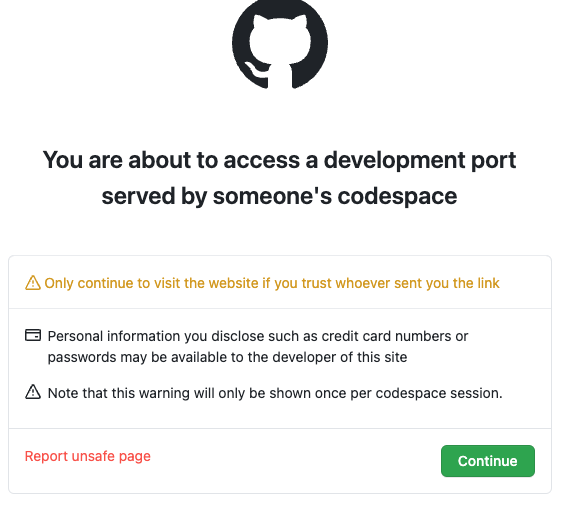 You are about to access a development port
served by someone's codespace
Only continue to visit the website if you trust whoever sent you the link
Personal information you disclose such as credit card numbers or
passwords may be available to the developer of this site
Note that this warning will only be shown once per codespace session.
Report unsafe page
Continue